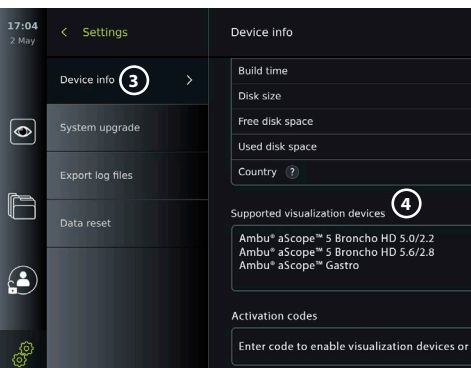 17:04
2 May
< Settings
Device info 3 >
System upgrade
Export log files
Data reset
Device info
Build time
Disk size
Free disk space
Used disk space
Country ?
4
Supported visualization devices
Ambu® aScope™ 5 Broncho HD 5.0/2.2
Ambu® aScope™ 5 Broncho HD 5.6/2.8
Ambu® aScope™ Gastro
Activation codes
Enter code to enable visualization devices or